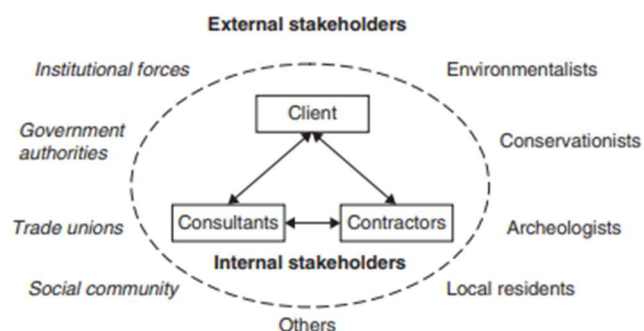 External stakeholders
Institutional forces
Environmentalists
Client
Government
authorities
Conservationists
Trade unions
Consultants
Contractors
Archeologists
Internal stakeholders
Social community
Local residents
Others